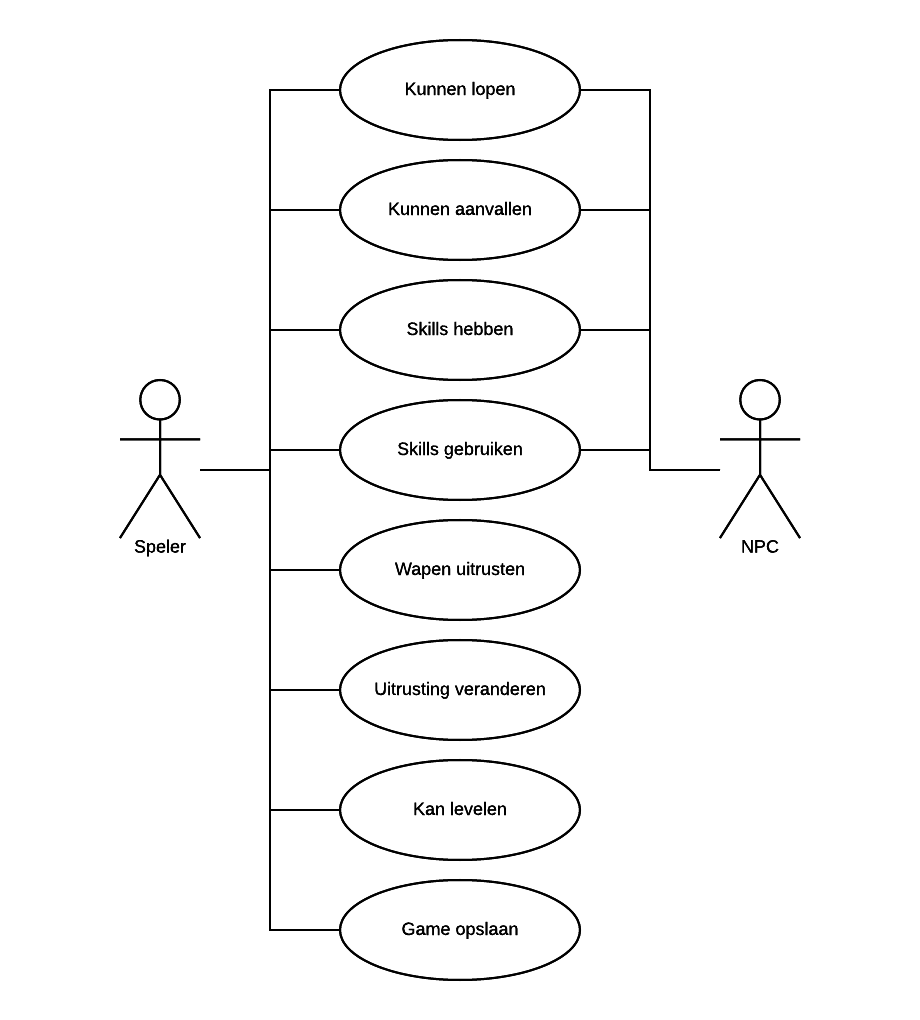 Kunnen lopen
Kunnen aanvallen
Skills hebben
Skills gebruiken
Speler
NPC
Wapen uitrusten
Uitrusting veranderen
Kan levelen
Game opslaan